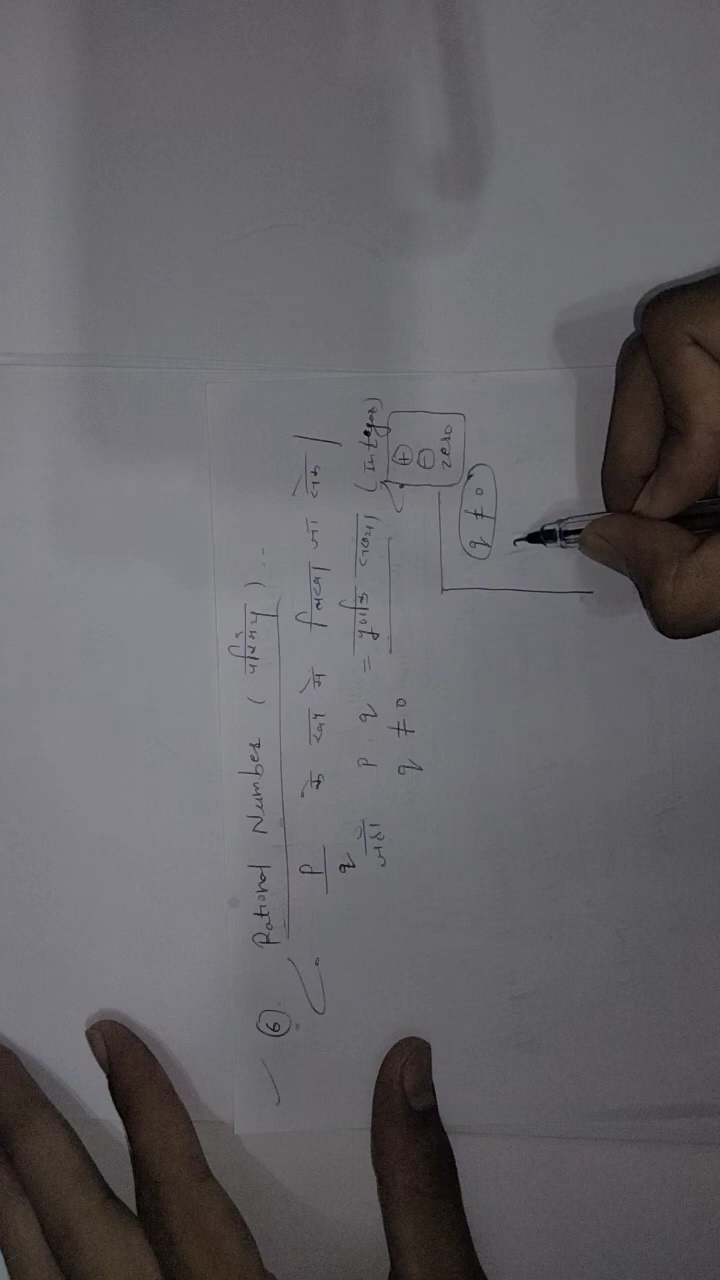 6. Rational Number (परिमेय) :-
p/q के रूप में लिखा जा सके |
जहाँ p, q = पूर्णांक संख्या (Integer)
q ≠ 0
⊕
⊖
zero
q ≠ 0